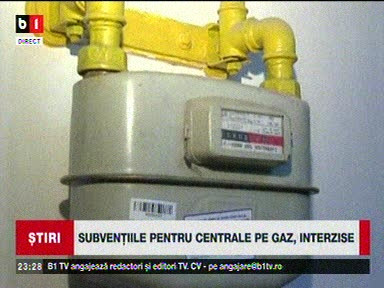 B1
DIRECT
ȘTIRI
SUBVENȚIILE PENTRU CENTRALE PE GAZ, INTERZISE
23:28 B1 TV angajează redactori și editori TV. CV - pe angajare@b1tv.ro